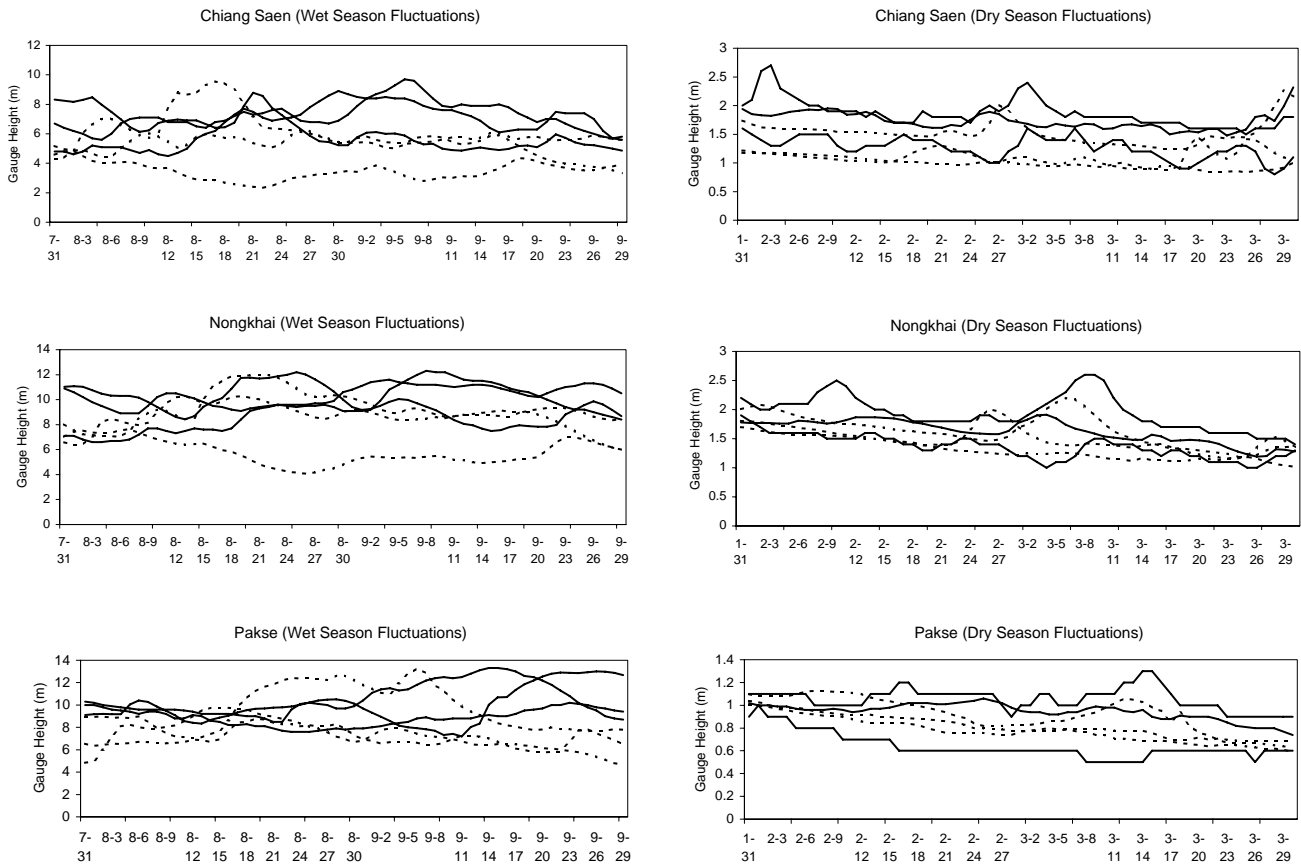 Chiang Saen (Wet Season Fluctuations)
Gauge Height (m)
12
10
8
6
4
2
0
7-31 8-3 8-6 8-9 8-12 8-15 8-18 8-21 8-24 8-27 8-30 9-2 9-5 9-8 9-11 9-14 9-17 9-20 9-23 9-26 9-29
Chiang Saen (Dry Season Fluctuations)
Gauge Height (m)
3
2.5
2
1.5
1
0.5
0
1-31 2-3 2-6 2-9 2-12 2-15 2-18 2-21 2-24 2-27 3-2 3-5 3-8 3-11 3-14 3-17 3-20 3-23 3-26 3-29
Nongkhai (Wet Season Fluctuations)
Gauge Height (m)
14
12
10
8
6
4
2
0
7-31 8-3 8-6 8-9 8-12 8-15 8-18 8-21 8-24 8-27 8-30 9-2 9-5 9-8 9-11 9-14 9-17 9-20 9-23 9-26 9-29
Nongkhai (Dry Season Fluctuations)
Gauge Height (m)
3
2.5
2
1.5
1
0.5
0
1-31 2-3 2-6 2-9 2-12 2-15 2-18 2-21 2-24 2-27 3-2 3-5 3-8 3-11 3-14 3-17 3-20 3-23 3-26 3-29
Pakse (Wet Season Fluctuations)
Gauge Height (m)
14
12
10
8
6
4
2
0
7-31 8-3 8-6 8-9 8-12 8-15 8-18 8-21 8-24 8-27 8-30 9-2 9-5 9-8 9-11 9-14 9-17 9-20 9-23 9-26 9-29
Pakse (Dry Season Fluctuations)
Gauge Height (m)
1.4
1.2
1
0.8
0.6
0.4
0.2
0
1-31 2-3 2-6 2-9 2-12 2-15 2-18 2-21 2-24 2-27 3-2 3-5 3-8 3-11 3-14 3-17 3-20 3-23 3-26 3-29